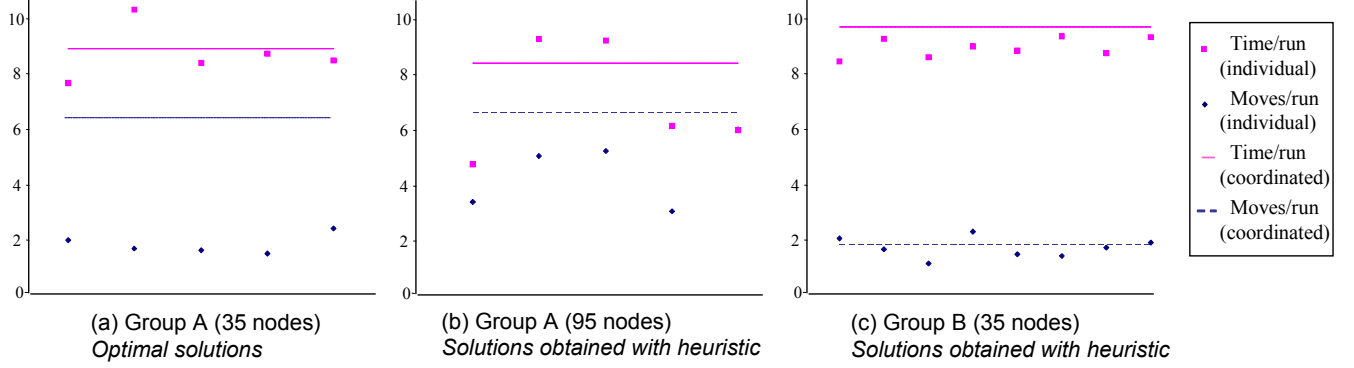 10
8
6
4
2
0
(a) Group A (35 nodes)
Optimal solutions
10
8
6
4
2
0
(b) Group A (95 nodes)
Solutions obtained with heuristic
10
8
6
4
2
0
(c) Group B (35 nodes)
Solutions obtained with heuristic
Time/run
(individual)
Moves/run
(individual)
Time/run
(coordinated)
Moves/run
(coordinated)